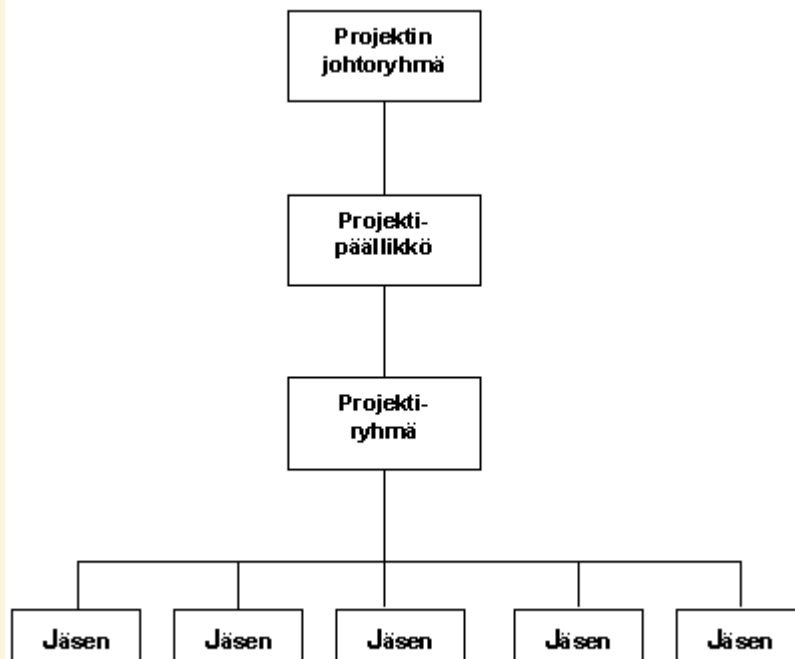 Projektin
johtoryhmä
Projekti-
päällikkö
Projekti-
ryhmä
Jäsen Jäsen Jäsen Jäsen Jäsen